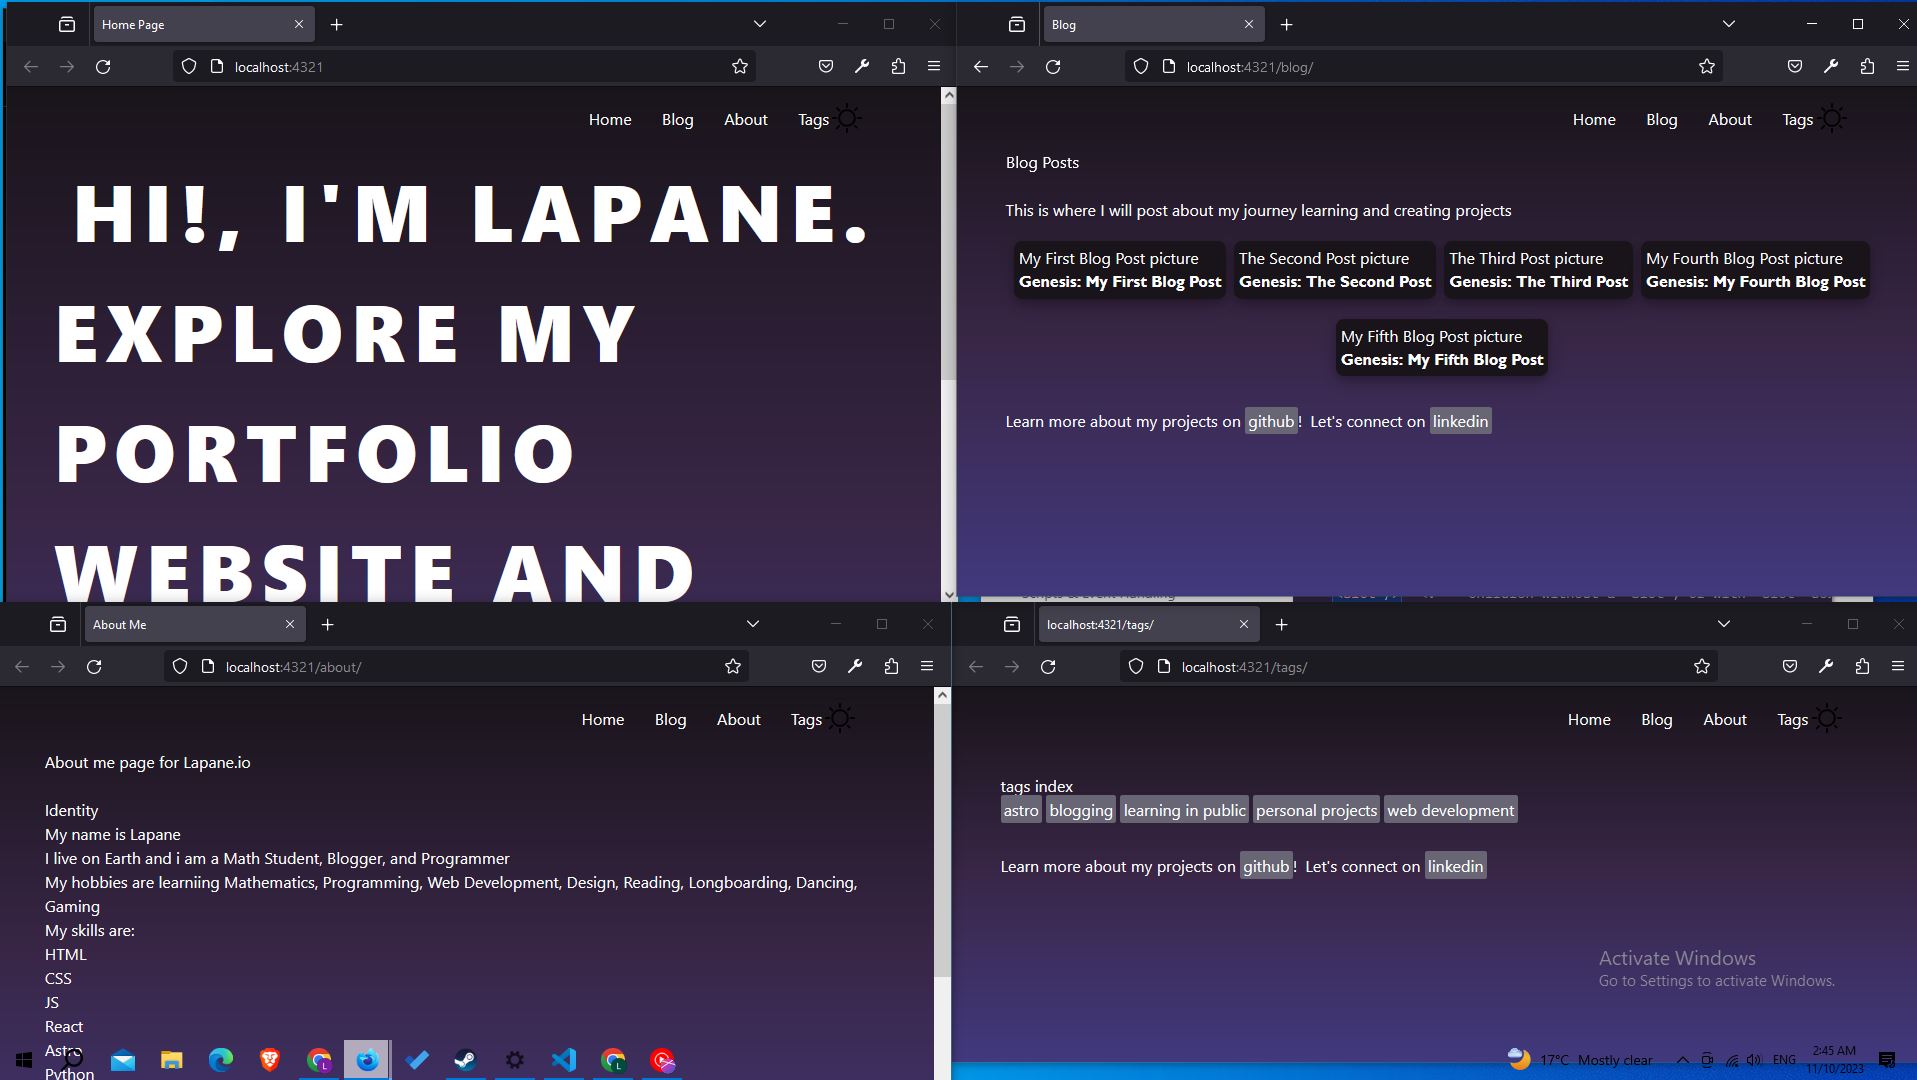 Home Page
localhost:4321
Home Blog About Tags
HI!, I'M LAPANE.
EXPLORE MY
PORTFOLIO
WEBSITE AND
Blog
localhost:4321/blog/
Home Blog About Tags
Blog Posts
This is where I will post about my journey learning and creating projects
My First Blog Post picture
Genesis: My First Blog Post
The Second Post picture
Genesis: The Second Post
The Third Post picture
Genesis: The Third Post
My Fourth Blog Post picture
Genesis: My Fourth Blog Post
My Fifth Blog Post picture
Genesis: My Fifth Blog Post
Learn more about my projects on github! Let's connect on linkedin
About Me
localhost:4321/about/
Home Blog About Tags
About me page for Lapane.io
Identity
My name is Lapane
I live on Earth and i am a Math Student, Blogger, and Programmer
My hobbies are learniing Mathematics, Programming, Web Development, Design, Reading, Longboarding, Dancing,
Gaming
My skills are:
HTML
CSS
JS
React
Astro
Python
localhost:4321/tags/
localhost:4321/tags/
Home Blog About Tags
tags index
astro blogging learning in public personal projects web development
Learn more about my projects on github! Let's connect on linkedin
Activate Windows
Go to Settings to activate Windows.
17°C Mostly clear
ENG
2:45 AM
11/10/2023